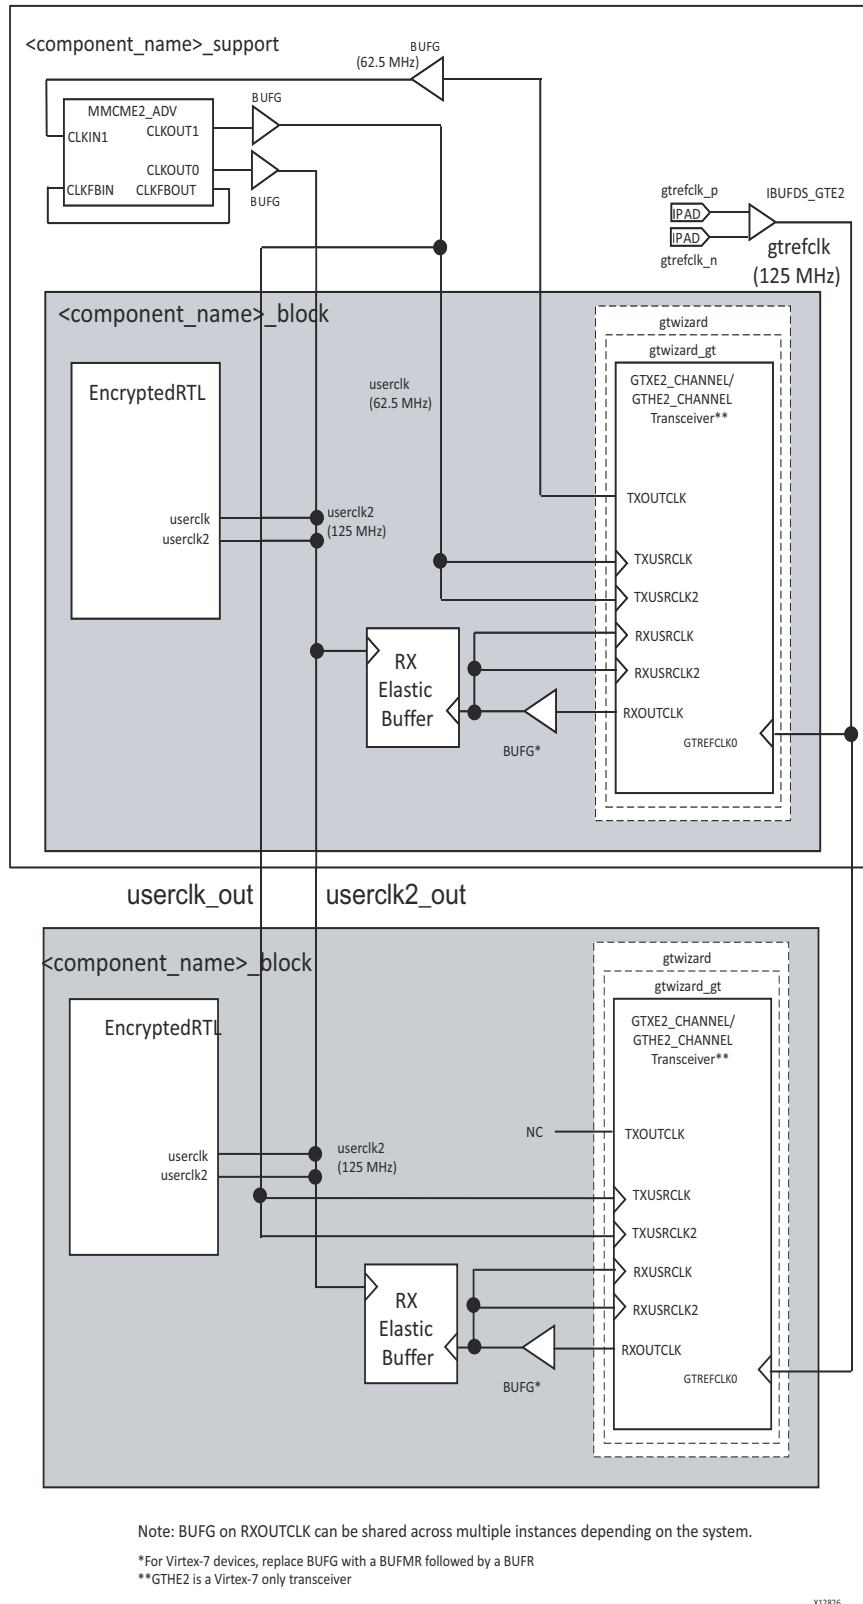 <component_name>_support
BUFG
(62.5 MHz)
BUFG
MMCME2_ADV
CLKIN1
CLKOUT1
CLKOUT0
CLKFBIN
CLKFBOUT
BUFG
gtrefclk_p
IBUFDS_GTE2
IPAD
IPAD
gtrefclk_n
gtrefclk
(125 MHz)
<component_name>_block
gtwizard
gtwizard_gt
EncryptedRTL
userclk
(62.5 MHz)
GTXE2_CHANNEL/
GTHE2_CHANNEL
Transceiver**
TXOUTCLK
userclk
userclk2
userclk2
(125 MHz)
TXUSRCLK
TXUSRCLK2
RXUSRCLK
RXUSRCLK2
RX
Elastic
Buffer
RXOUTCLK
BUFG*
GTREFCLK0
userclk_out
userclk2_out
<component_name>_block
gtwizard
gtwizard_gt
EncryptedRTL
GTXE2_CHANNEL/
GTHE2_CHANNEL
Transceiver**
NC
TXOUTCLK
userclk
userclk2
userclk2
(125 MHz)
TXUSRCLK
TXUSRCLK2
RXUSRCLK
RXUSRCLK2
RX
Elastic
Buffer
RXOUTCLK
BUFG*
GTREFCLK0
Note: BUFG on RXOUTCLK can be shared across multiple instances depending on the system.
*For Virtex-7 devices, replace BUFG with a BUFMR followed by a BUFR
**GTHE2 is a Virtex-7 only transceiver
X12826